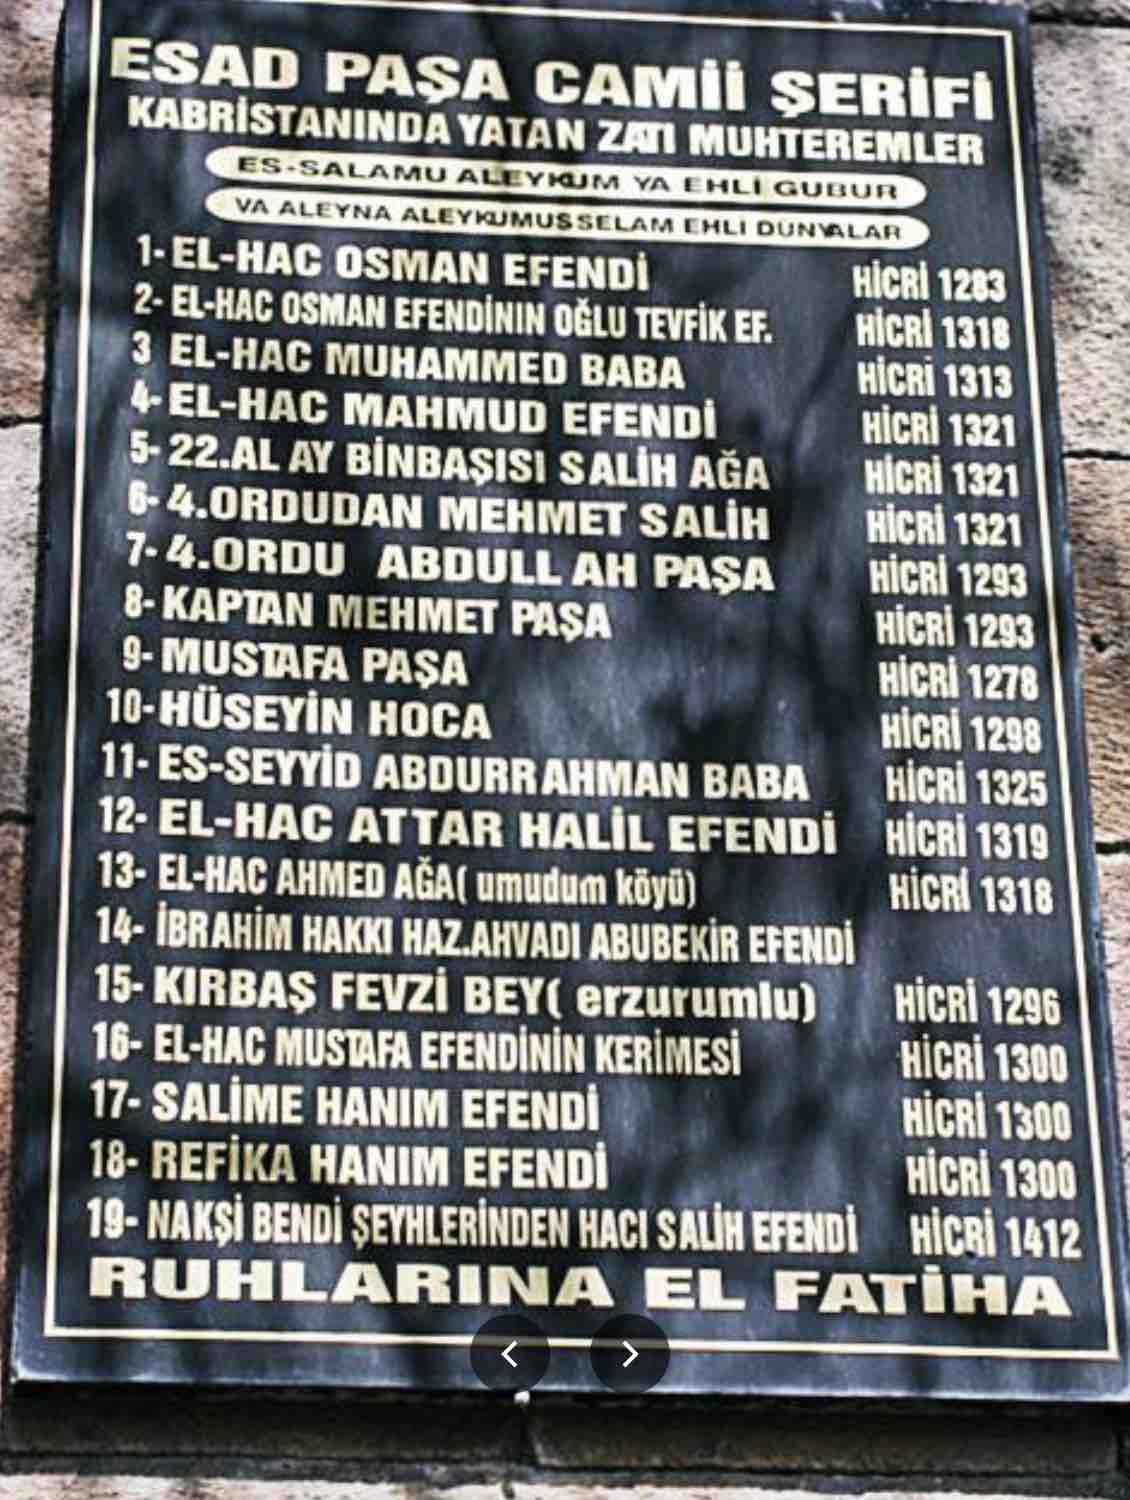 ESAD PAŞA CAMİİ ŞERİFİ
KABRİSTANINDA YATAN ZATI MUHTEREMLER
ES-SALAMU ALEYKUM YA EHLİ GUBUR
VA ALEYNA ALEYKUMUSSELAM EHLI DUNYALAR
1- EL-HAC OSMAN EFENDİ HİCRİ 1283
2- EL-HAC OSMAN EFENDİNIN OĞLU TEVFİK EF. HİCRİ 1318
3 EL-HAC MUHAMMED BABA HİCRİ 1313
4- EL-HAC MAHMUD EFENDİ HİCRİ 1321
5- 22.ALAY BİNBAŞISI SALİH AĞA HİCRİ 1321
6- 4.ORDUDAN MEHMET SALİH HİCRİ 1321
7- 4.ORDU ABDULLAH PAŞA HİCRİ 1293
8- KAPTAN MEHMET PAŞA HİCRİ 1293
9- MUSTAFA PAŞA HİCRİ 1278
10- HÜSEYİN HOCA HİCRİ 1298
11- ES-SEYYİD ABDURRAHMAN BABA HİCRİ 1325
12- EL-HAC ATTAR HALİL EFENDİ HİCRİ 1319
13- EL-HAC AHMED AĞA( umudum köyü) HİCRİ 1318
14- İBRAHİM HAKKI HAZ.AHVADI ABUBEKİR EFENDİ
15- KIRBAŞ FEVZİ BEY( erzurumlu) HİCRİ 1296
16- EL-HAC MUSTAFA EFENDİNİN KERİMESİ HİCRİ 1300
17- SALİME HANIM EFENDİ HİCRİ 1300
18- REFİKA HANIM EFENDİ HİCRİ 1300
19- NAKŞİ BENDİ ŞEYHLERİNDEN HACI SALİH EFENDİ HİCRİ 1412
RUHLARINA EL FATİHA